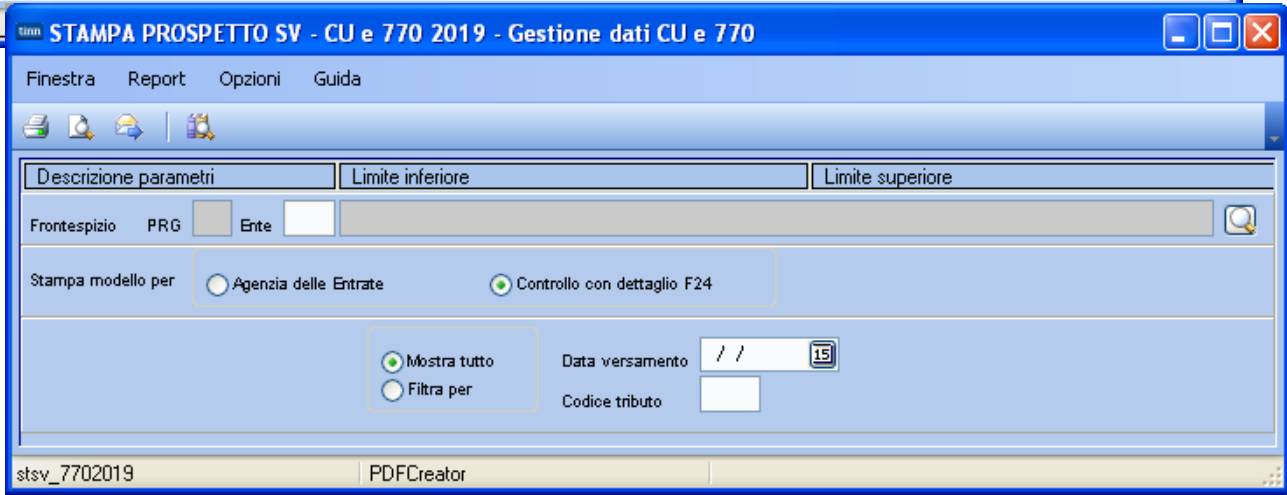 tinn STAMPA PROSPETTO SV - CU e 770 2019 - Gestione dati CU e 770
Finestra Report Opzioni Guida
Descrizione parametri Limite inferiore Limite superiore
Frontespizio PRG Ente
Stampa modello per Agenzia delle Entrate Controllo con dettaglio F24
Mostra tutto Data versamento / / 15
Filtra per Codice tributo
stsv_7702019 PDFCreator